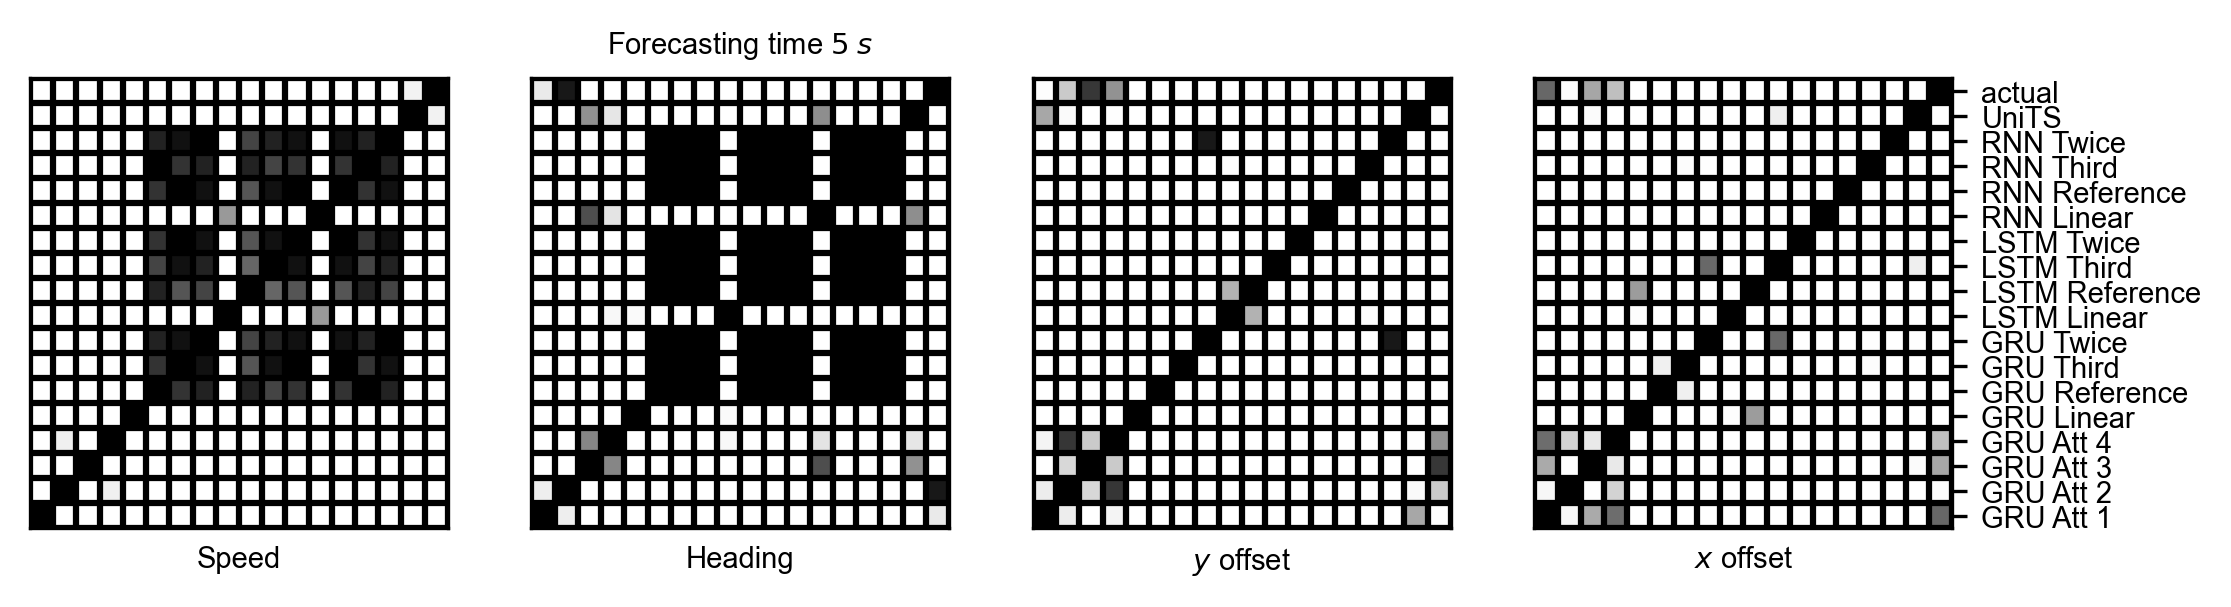 Forecasting time 5 s
actual
UniTS
RNN Twice
RNN Third
RNN Reference
RNN Linear
LSTM Twice
LSTM Third
LSTM Reference
LSTM Linear
GRU Twice
GRU Third
GRU Reference
GRU Linear
GRU Att 4
GRU Att 3
GRU Att 2
GRU Att 1
Speed
Heading
y offset
x offset